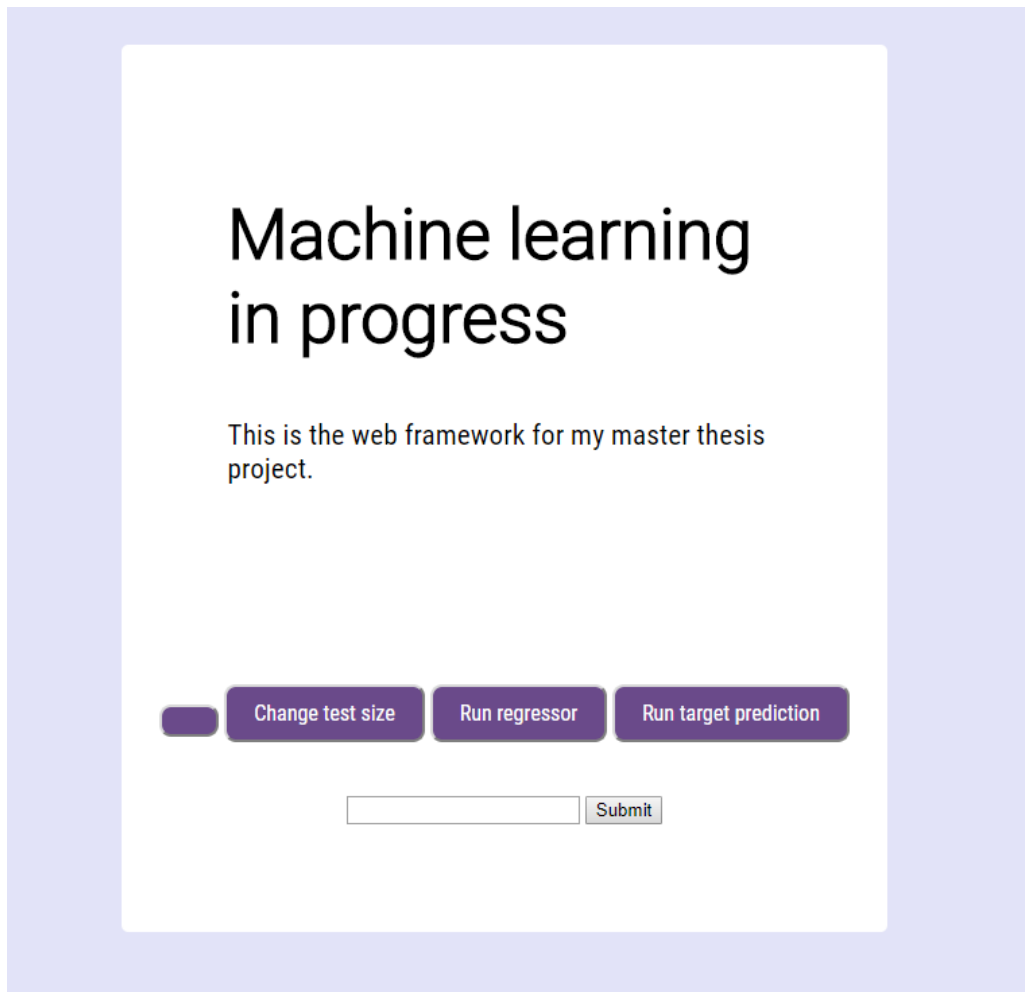 Machine learning
in progress
This is the web framework for my master thesis
project.
Change test size Run regressor Run target prediction
Submit